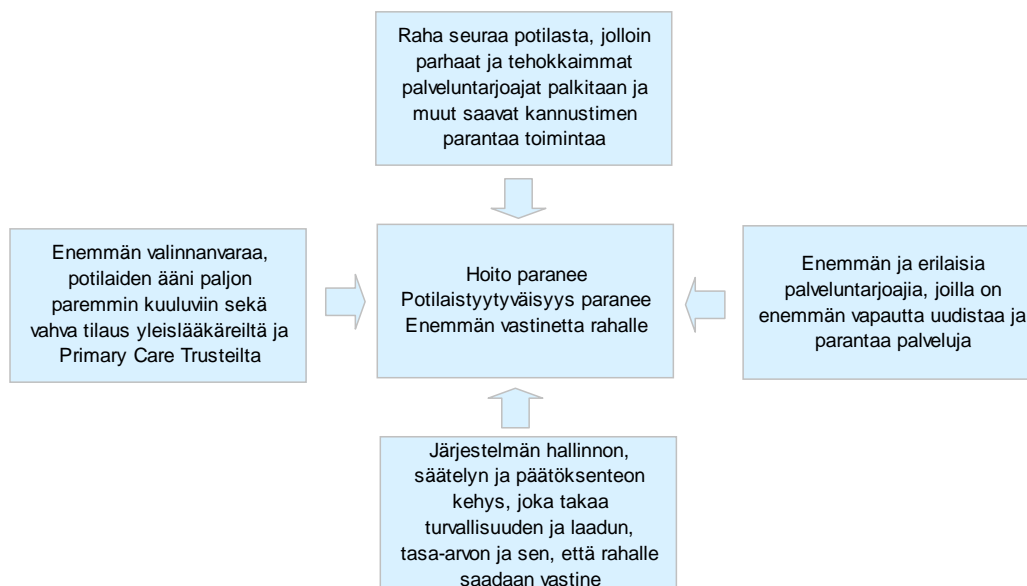 Raha seuraa potilasta, jolloin
parhaat ja tehokkaimmat
palveluntarjoajat palkitaan ja
muut saavat kannustimen
parantaa toimintaa
Enemmän valinnanvaraa,
potilaiden ääni paljon
paremmin kuuluviin sekä
vahva tilaus yleislääkäreiltä ja
Primary Care Trusteilta
Hoito paranee
Potilaistyytyväisyys paranee
Enemmän vastinetta rahalle
Enemmän ja erilaisia
palveluntarjoajia, joilla on
enemmän vapautta uudistaa ja
parantaa palveluja
Järjestelmän hallinnon,
säätelyn ja päätöksenteon
kehys, joka takaa
turvallisuuden ja laadun,
tasa-arvon ja sen, että rahalle
saadaan vastine